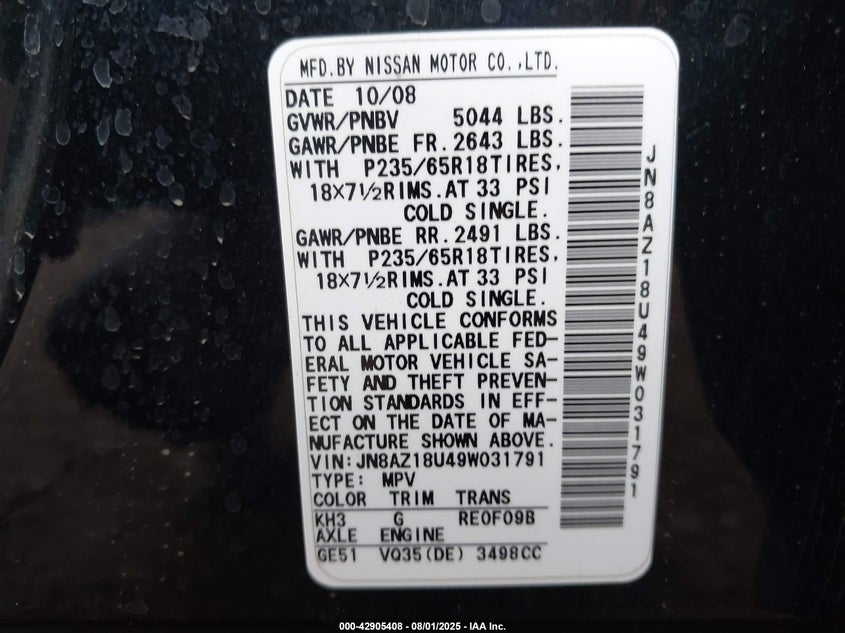 MFD.BY NISSAN MOTOR CO.,LTD.
DATE 10/08
GVWR/PNBV 5044 LBS.
GAWR/PNBE FR. 2643 LBS.
WITH P235/65R18TIRES,
18X7½RIMS.AT 33 PSI
COLD SINGLE.
GAWR/PNBE RR. 2491 LBS.
WITH P235/65R18TIRES,
18X7½RIMS.AT 33 PSI
COLD SINGLE.
THIS VEHICLE CONFORMS
TO ALL APPLICABLE FED-
ERAL MOTOR VEHICLE SA-
FETY AND THEFT PREVEN-
TION STANDARDS IN EFF-
ECT ON THE DATE OF MA-
NUFACTURE SHOWN ABOVE.
VIN:JN8AZ18U49W031791
TYPE: MPV
COLOR TRIM TRANS
KH3 G RE0F09B
AXLE ENGINE
GE51 VQ35(DE) 3498CC
JN8AZ18U49W031791
000-42905408 - 08/01/2025 - IAA Inc.